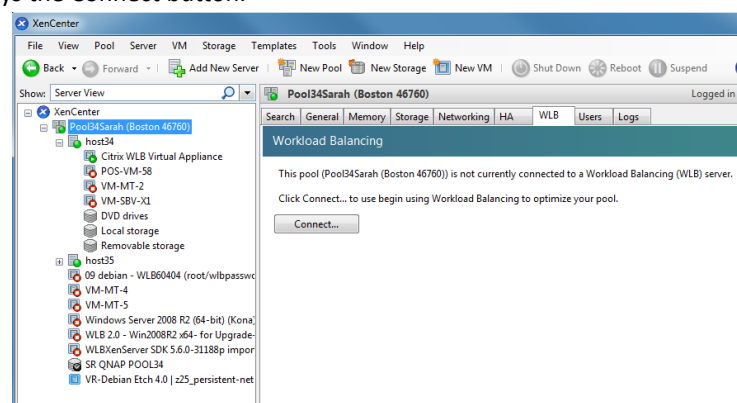 the Connect button.
XenCenter
File View Pool Server VM Storage Templates Tools Window Help
Back Forward Add New Server New Pool New Storage New VM Shut Down Reboot Suspend
Show: Server View
Pool34Sarah (Boston 46760) Logged in
XenCenter
Pool34Sarah (Boston 46760)
host34
Citrix WLB Virtual Appliance
POS-VM-58
VM-MT-2
VM-SBV-X1
DVD drives
Local storage
Removable storage
host35
09 debian - WLB60404 (root/wlbpasswo
VM-MT-4
VM-MT-5
Windows Server 2008 R2 (64-bit) (Kona)
WLB 2.0 - Win2008R2 x64- for Upgrade-
WLBXenServer SDK 5.6.0-31188p impor
SR QNAP POOL34
VR-Debian Etch 4.0 | z25_persistent-net
Search General Memory Storage Networking HA WLB Users Logs
Workload Balancing
This pool (Pool34Sarah (Boston 46760)) is not currently connected to a Workload Balancing (WLB) server.
Click Connect... to use begin using Workload Balancing to optimize your pool.
Connect...